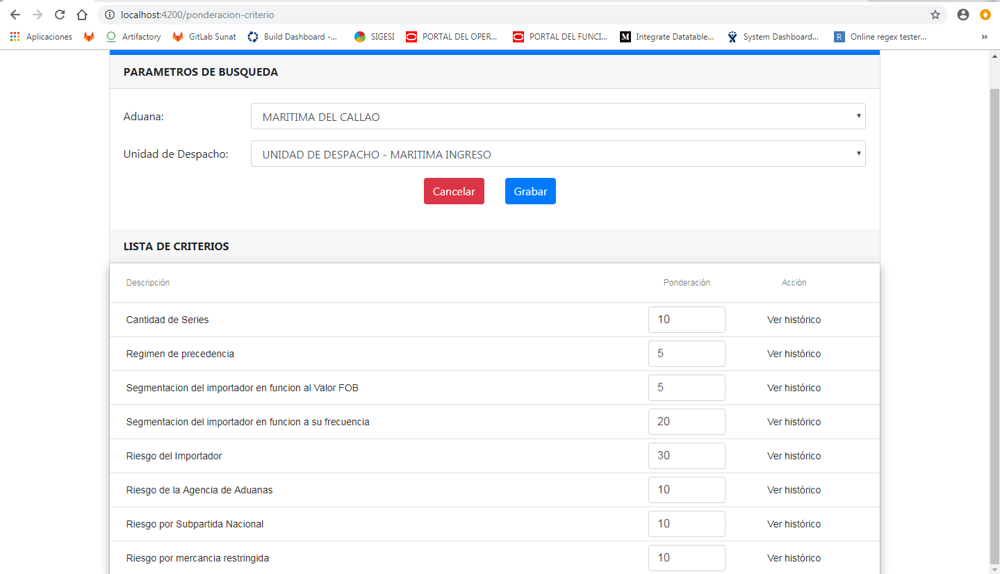 localhost:4200/ponderacion-criterio
Aplicaciones Artifactory GitLab Sunat Build Dashboard -... SIGESI PORTAL DEL OPER... PORTAL DEL FUNCI... M Integrate Datatable... System Dashboard... R Online regex tester... »
PARAMETROS DE BUSQUEDA
Aduana: MARITIMA DEL CALLAO
Unidad de Despacho: UNIDAD DE DESPACHO - MARITIMA INGRESO
Cancelar Grabar
LISTA DE CRITERIOS
Descripción Ponderación Acción
Cantidad de Series 10 Ver histórico
Regimen de precedencia 5 Ver histórico
Segmentacion del importador en funcion al Valor FOB 5 Ver histórico
Segmentacion del importador en funcion a su frecuencia 20 Ver histórico
Riesgo del Importador 30 Ver histórico
Riesgo de la Agencia de Aduanas 10 Ver histórico
Riesgo por Subpartida Nacional 10 Ver histórico
Riesgo por mercancia restringida 10 Ver histórico